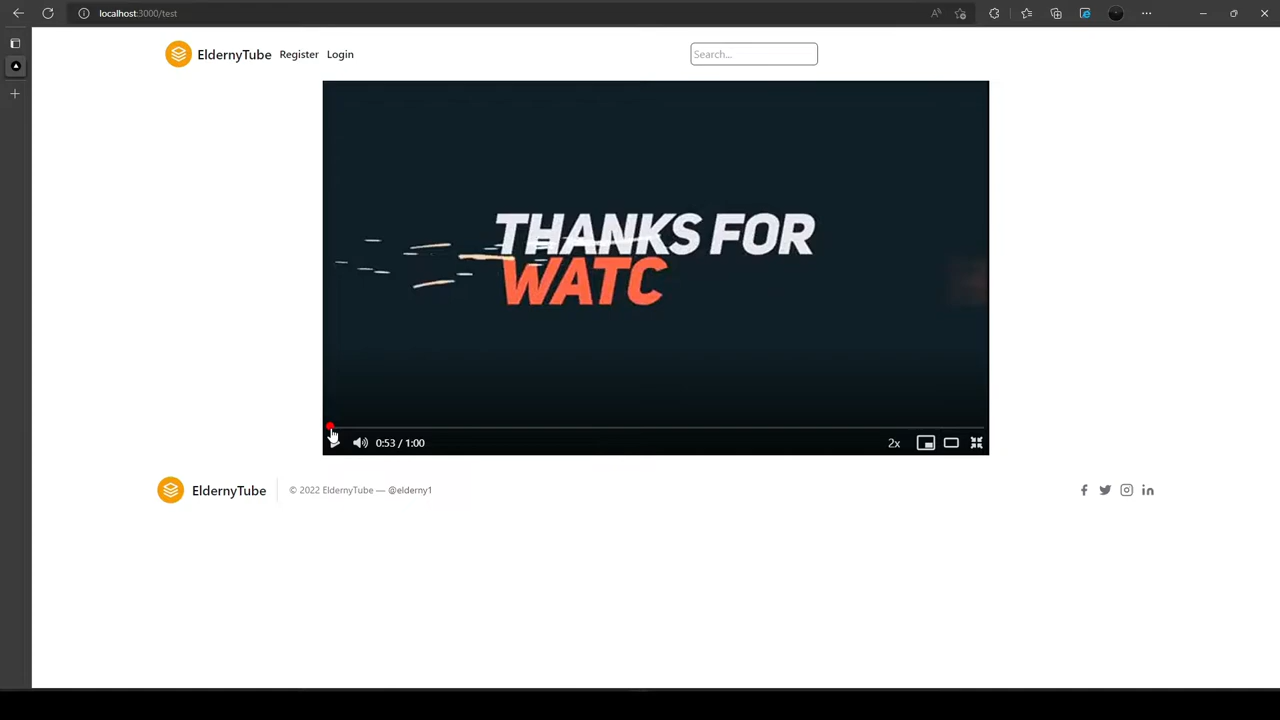 localhost:3000/test
EldernyTube Register Login Search...
THANKS FOR
WATC
0:53 / 1:00 2x
EldernyTube © 2022 EldernyTube — @elderny1